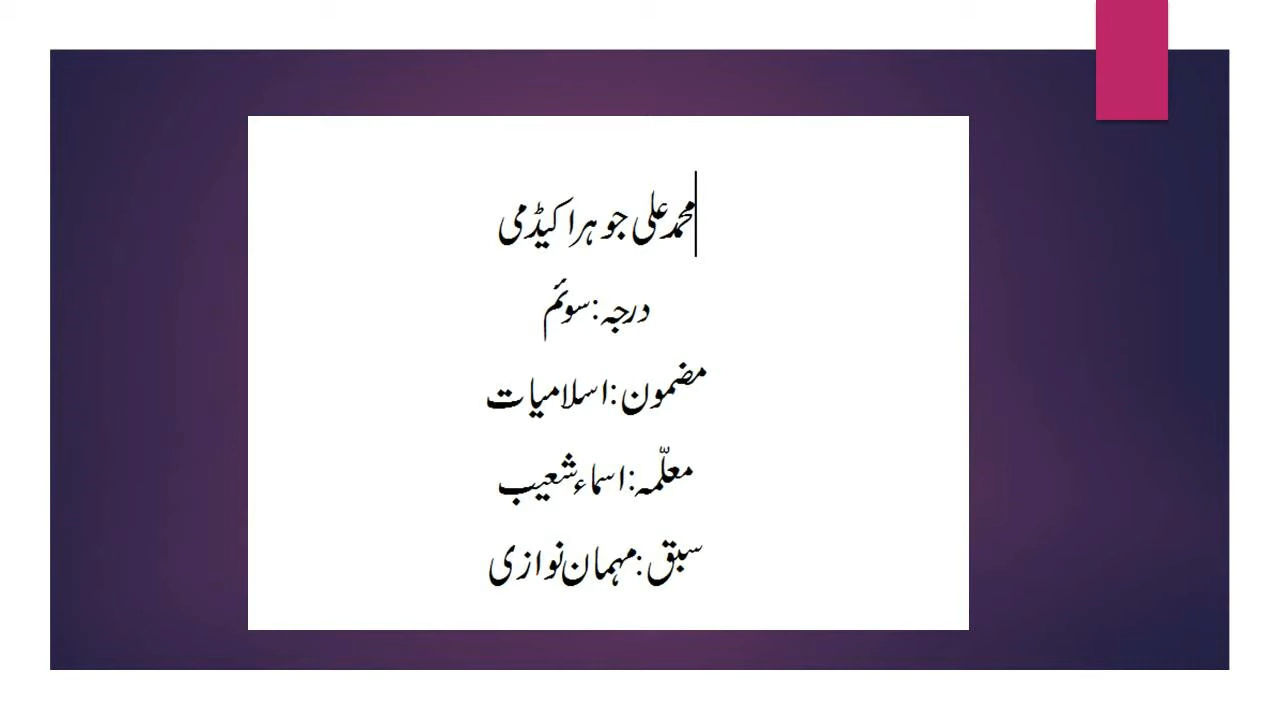 محمد علی جوہر اکیڈمی
درجہ: سوئم
مضمون: اسلامیات
معلّمہ: اسماء شعیب
سبق: مہمان نوازی